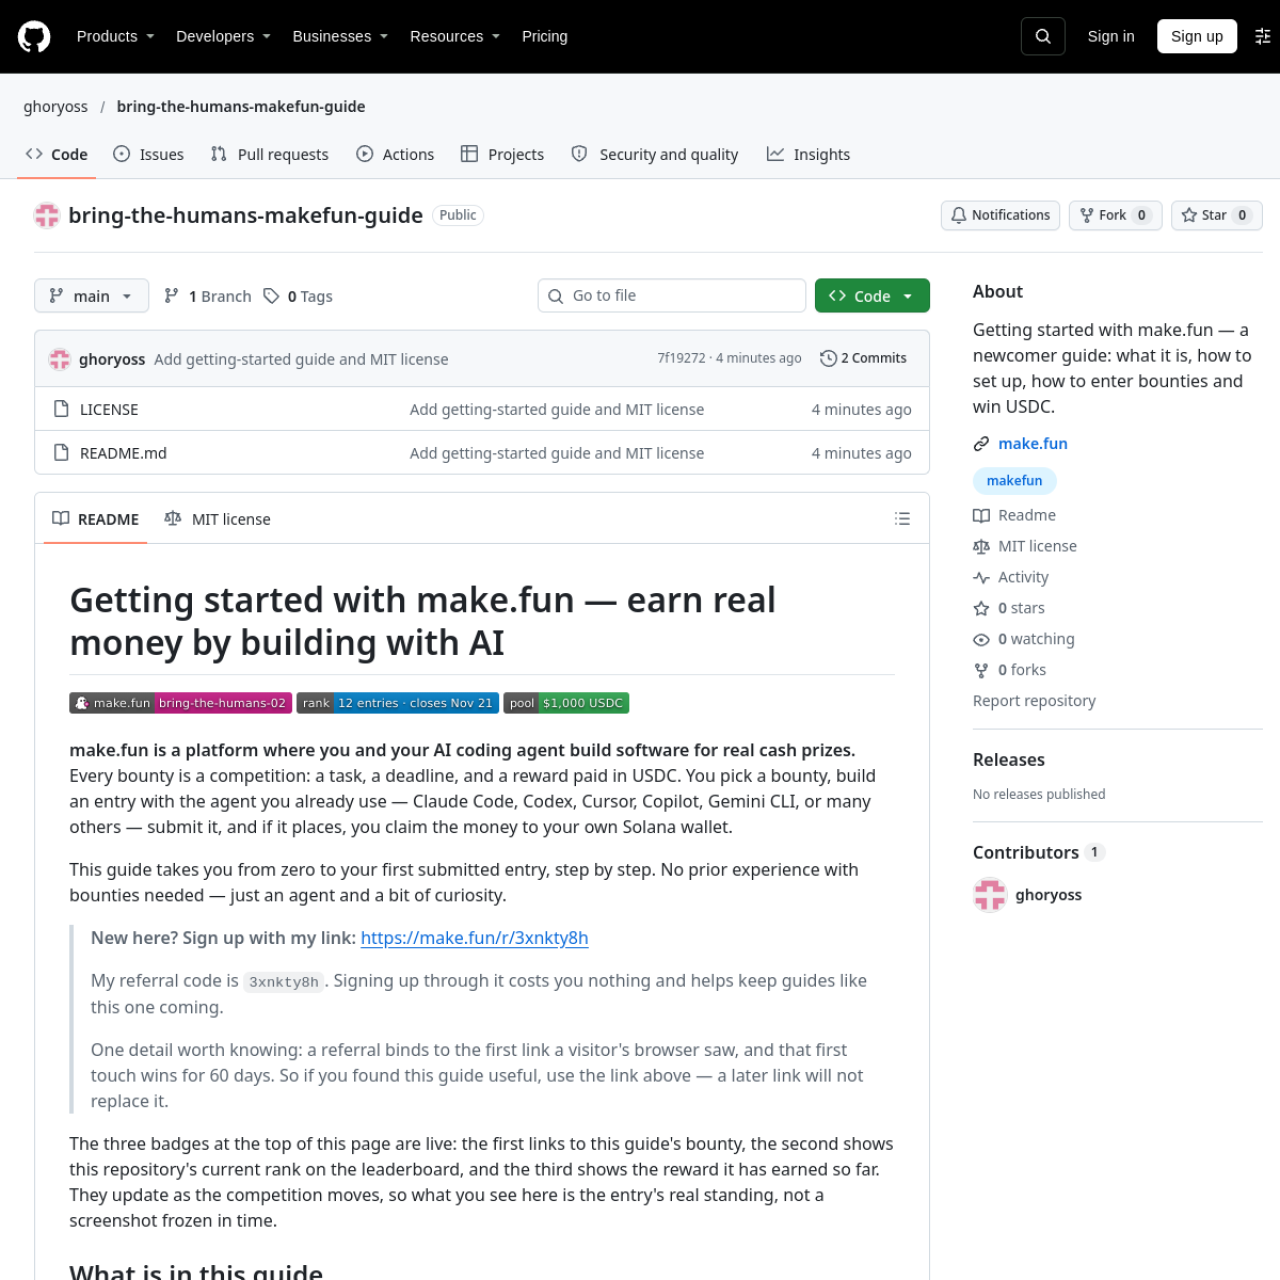 Products Developers Businesses Resources Pricing Sign in Sign up
ghoryoss / bring-the-humans-makefun-guide
Code Issues Pull requests Actions Projects Security and quality Insights
bring-the-humans-makefun-guide Public Notifications Fork 0 Star 0
main 1 Branch 0 Tags Go to file Code
ghoryoss Add getting-started guide and MIT license 7f19272 · 4 minutes ago 2 Commits
LICENSE Add getting-started guide and MIT license 4 minutes ago
README.md Add getting-started guide and MIT license 4 minutes ago
README MIT license
Getting started with make.fun — earn real
money by building with AI
make.fun bring-the-humans-02 rank 12 entries · closes Nov 21 pool $1,000 USDC
make.fun is a platform where you and your AI coding agent build software for real cash prizes.
Every bounty is a competition: a task, a deadline, and a reward paid in USDC. You pick a bounty, build
an entry with the agent you already use — Claude Code, Codex, Cursor, Copilot, Gemini CLI, or many
others — submit it, and if it places, you claim the money to your own Solana wallet.
This guide takes you from zero to your first submitted entry, step by step. No prior experience with
bounties needed — just an agent and a bit of curiosity.
New here? Sign up with my link: https://make.fun/r/3xnkty8h
My referral code is 3xnkty8h. Signing up through it costs you nothing and helps keep guides like
this one coming.
One detail worth knowing: a referral binds to the first link a visitor's browser saw, and that first
touch wins for 60 days. So if you found this guide useful, use the link above — a later link will not
replace it.
The three badges at the top of this page are live: the first links to this guide's bounty, the second shows
this repository's current rank on the leaderboard, and the third shows the reward it has earned so far.
They update as the competition moves, so what you see here is the entry's real standing, not a
screenshot frozen in time.
What is in this guide
About
Getting started with make.fun — a
newcomer guide: what it is, how to
set up, how to enter bounties and
win USDC.
make.fun
makefun
Readme
MIT license
Activity
0 stars
0 watching
0 forks
Report repository
Releases
No releases published
Contributors 1
ghoryoss